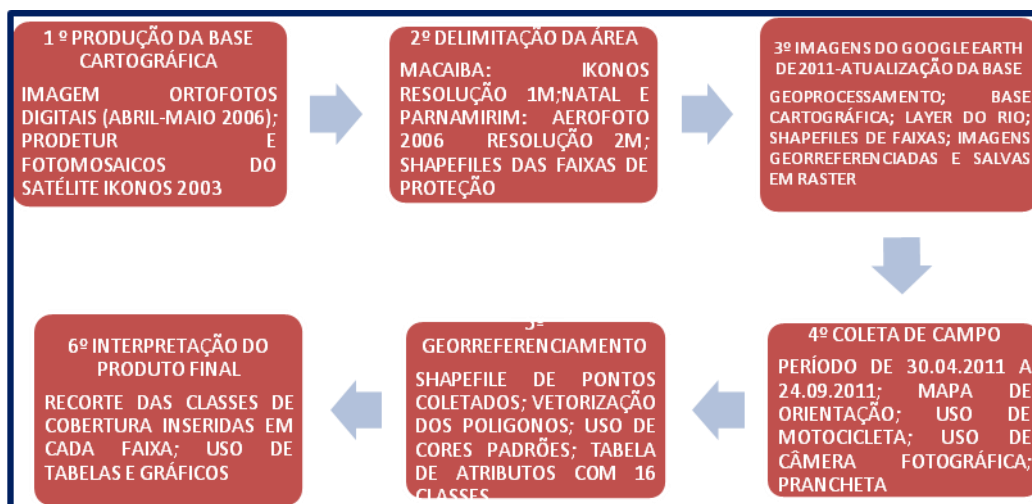 1 º PRODUÇÃO DA BASE
CARTOGRÁFICA
IMAGEM ORTOFOTOS
DIGITAIS (ABRIL-MAIO 2006);
PRODETUR E
FOTOMOSAICOS DO
SATÉLITE IKONOS 2003
2º DELIMITAÇÃO DA ÁREA
MACAIBA: IKONOS
RESOLUÇÃO 1M;NATAL E
PARNAMIRIM: AEROFOTO
2006 RESOLUÇÃO 2M;
SHAPEFILES DAS FAIXAS DE
PROTEÇÃO
3º IMAGENS DO GOOGLE EARTH
DE 2011-ATUALIZAÇÃO DA BASE
GEOPROCESSAMENTO; BASE
CARTOGRÁFICA; LAYER DO RIO;
SHAPEFILES DE FAIXAS; IMAGENS
GEORREFERENCIADAS E SALVAS
EM RASTER
4º COLETA DE CAMPO
PERÍODO DE 30.04.2011 A
24.09.2011; MAPA DE
ORIENTAÇÃO; USO DE
MOTOCICLETA; USO DE
CÂMERA FOTOGRÁFICA;
PRANCHETA
5º
GEORREFERENCIAMENTO
SHAPEFILE DE PONTOS
COLETADOS; VETORIZAÇÃO
DOS POLIGONOS; USO DE
CORES PADRÕES; TABELA
DE ATRIBUTOS COM 16
CLASSES
6º INTERPRETAÇÃO DO
PRODUTO FINAL
RECORTE DAS CLASSES DE
COBERTURA INSERIDAS EM
CADA FAIXA; USO DE
TABELAS E GRÁFICOS